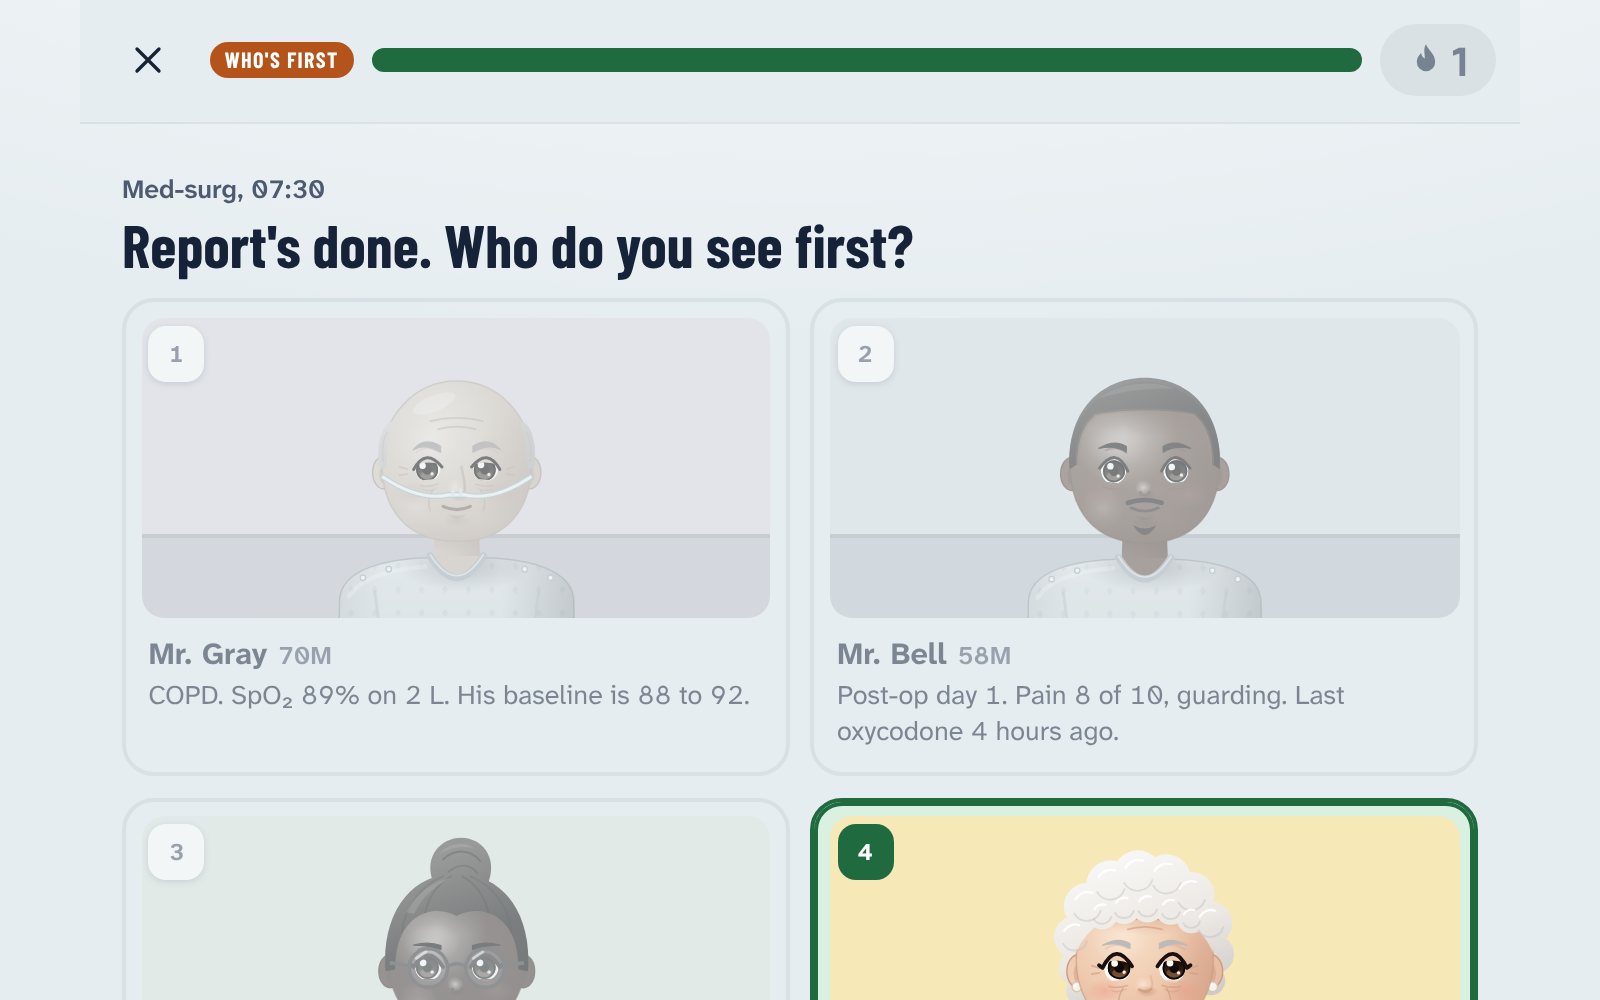 WHO'S FIRST
1
Med-surg, 07:30
Report's done. Who do you see first?
1
Mr. Gray 70M
COPD. SpO₂ 89% on 2 L. His baseline is 88 to 92.
2
Mr. Bell 58M
Post-op day 1. Pain 8 of 10, guarding. Last
oxycodone 4 hours ago.
3
4